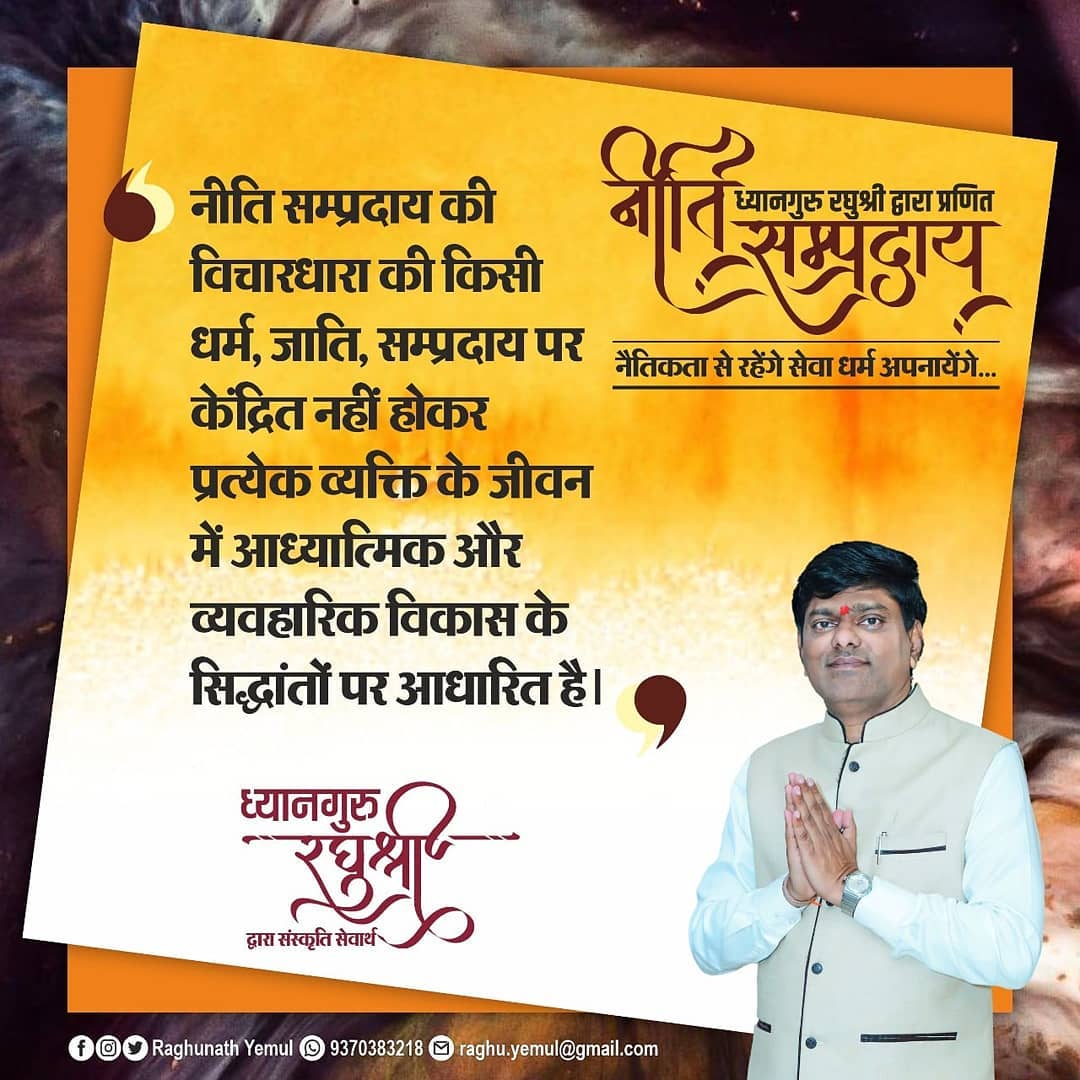 नीति सम्प्रदाय की
विचारधारा की किसी
धर्म, जाति, सम्प्रदाय पर
केंद्रित नहीं होकर
प्रत्येक व्यक्ति के जीवन
में आध्यात्मिक और
व्यवहारिक विकास के
सिद्धांतों पर आधारित है।
ध्यानगुरु रघुश्री द्वारा प्रणित
नीति सम्प्रदाय
नैतिकता से रहेंगे सेवा धर्म अपनायेंगे...
ध्यानगुरु
रघुश्री
द्वारा संस्कृति सेवार्थ
Raghunath Yemul 9370383218 raghu.yemul@gmail.com